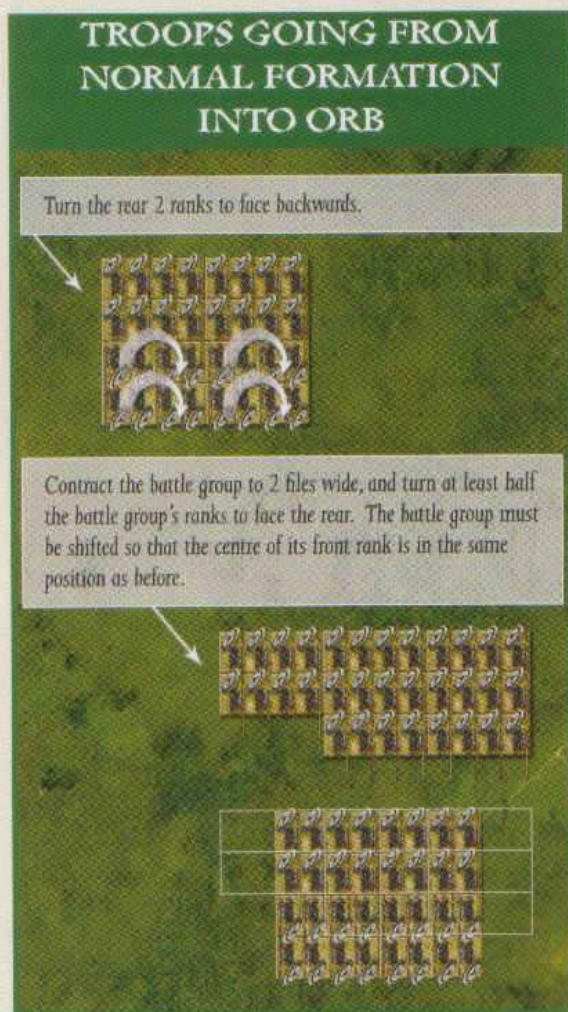 TROOPS GOING FROM
NORMAL FORMATION
INTO ORB
Turn the rear 2 ranks to face backwards.
Contract the battle group to 2 files wide, and turn at least half
the battle group's ranks to face the rear. The battle group must
be shifted so that the centre of its front rank is in the same
position as before.